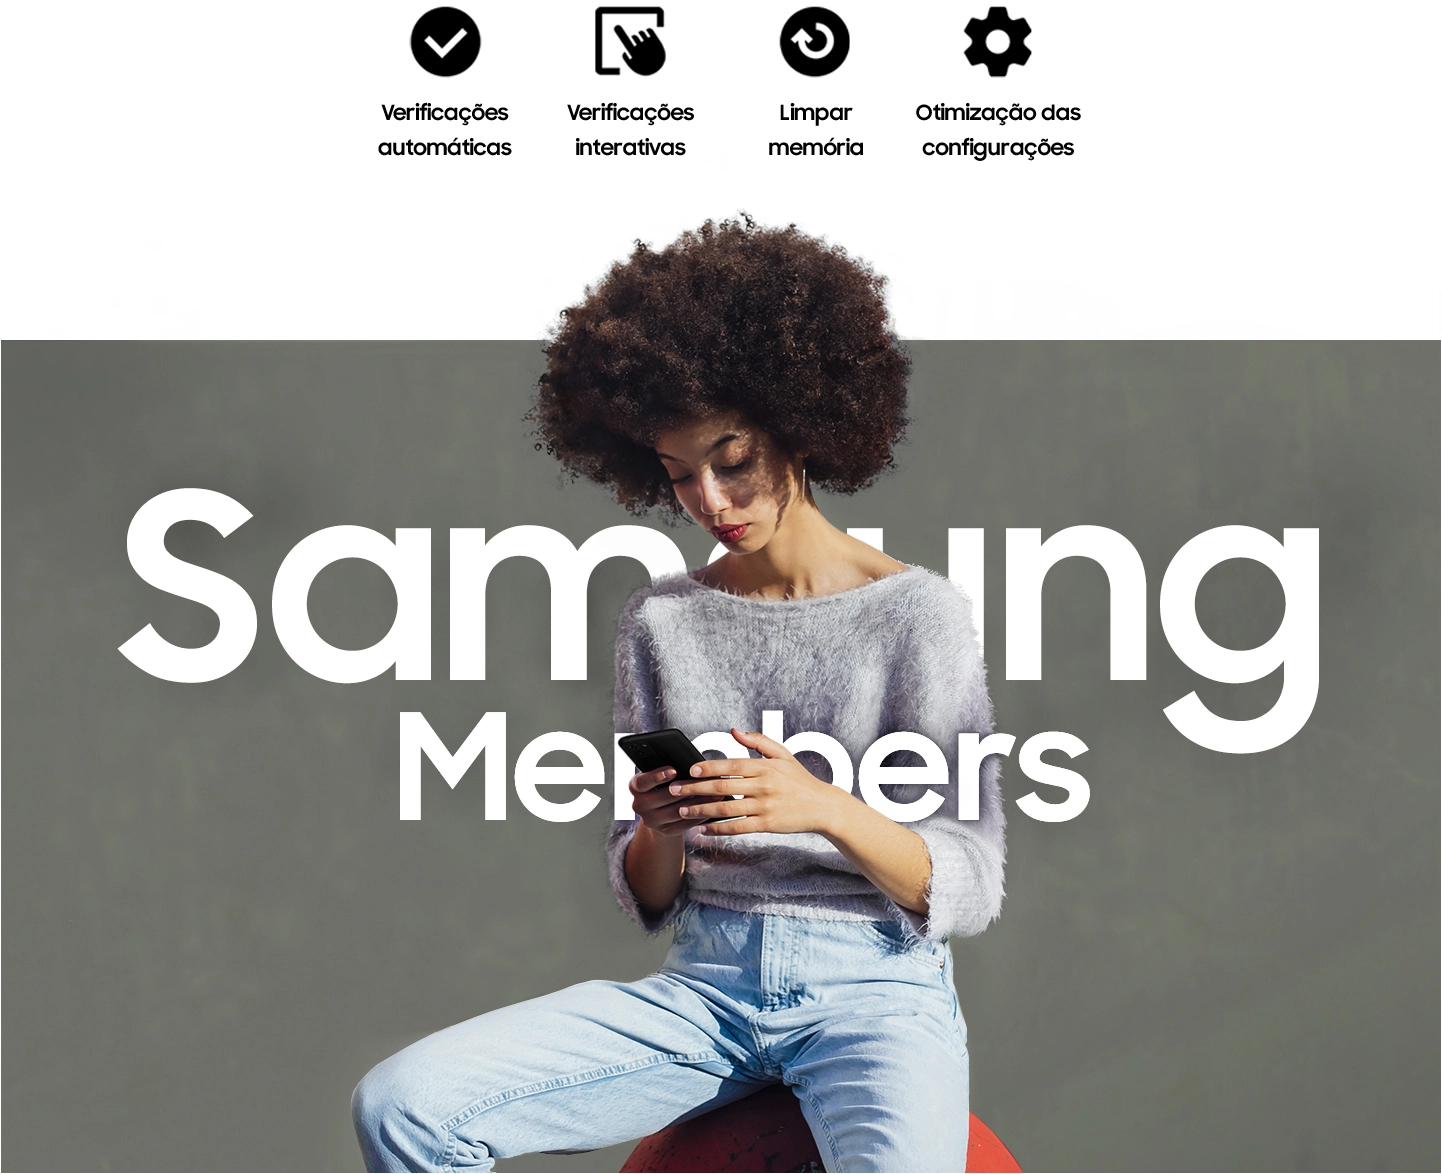 Verificações
automáticas
Verificações
interativas
Limpar
memória
Otimização das
configurações
Samsung
Members